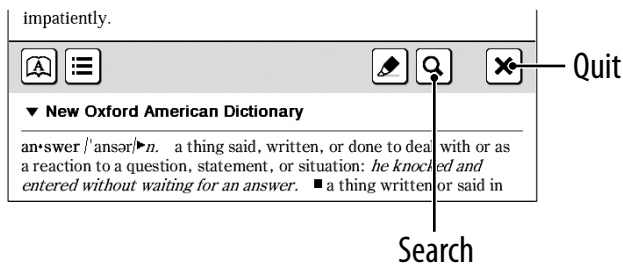 impatiently.
A
Quit
▼ New Oxford American Dictionary
an•swer /ˈansər/▶n. a thing said, written, or done to deal with or as
a reaction to a question, statement, or situation: he knocked and
entered without waiting for an answer. ■ a thing written or said in
Search